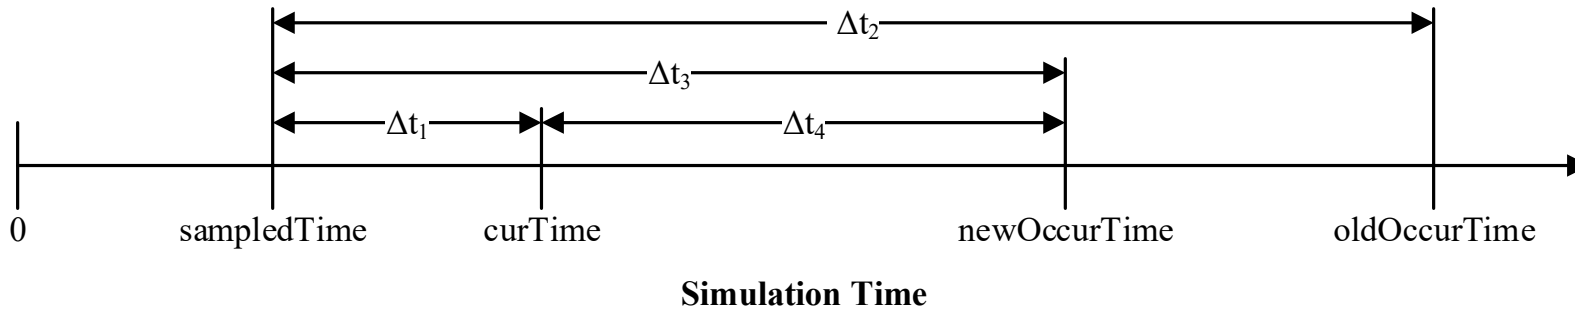 Δt₂
Δt₃
Δt₁ Δt₄
0 sampledTime curTime newOccurTime oldOccurTime
Simulation Time